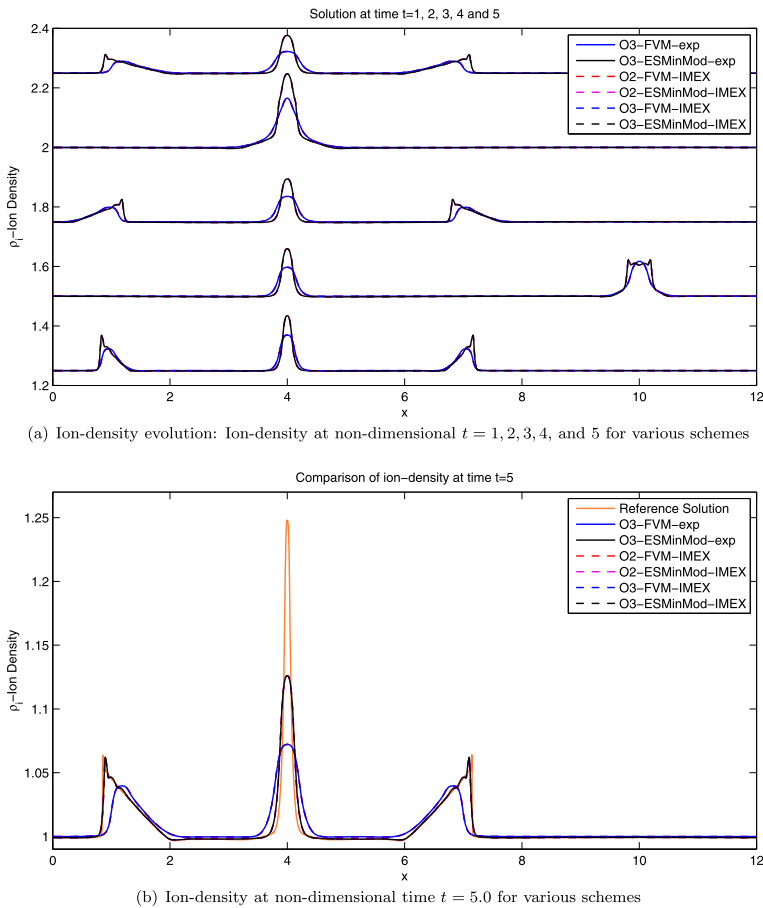 Solution at time t=1, 2, 3, 4 and 5
2.4
2.2
2
1.8
1.6
1.4
1.2
ρi−Ion Density
O3−FVM−exp
O3−ESMinMod−exp
O2−FVM−IMEX
O2−ESMinMod−IMEX
O3−FVM−IMEX
O3−ESMinMod−IMEX
0 2 4 6 8 10 12
x
(a) Ion-density evolution: Ion-density at non-dimensional t = 1, 2, 3, 4, and 5 for various schemes
Comparison of ion−density at time t=5
1.25
1.2
1.15
1.1
1.05
1
ρi−Ion Density
Reference Solution
O3−FVM−exp
O3−ESMinMod−exp
O2−FVM−IMEX
O2−ESMinMod−IMEX
O3−FVM−IMEX
O3−ESMinMod−IMEX
0 2 4 6 8 10 12
x
(b) Ion-density at non-dimensional time t = 5.0 for various schemes